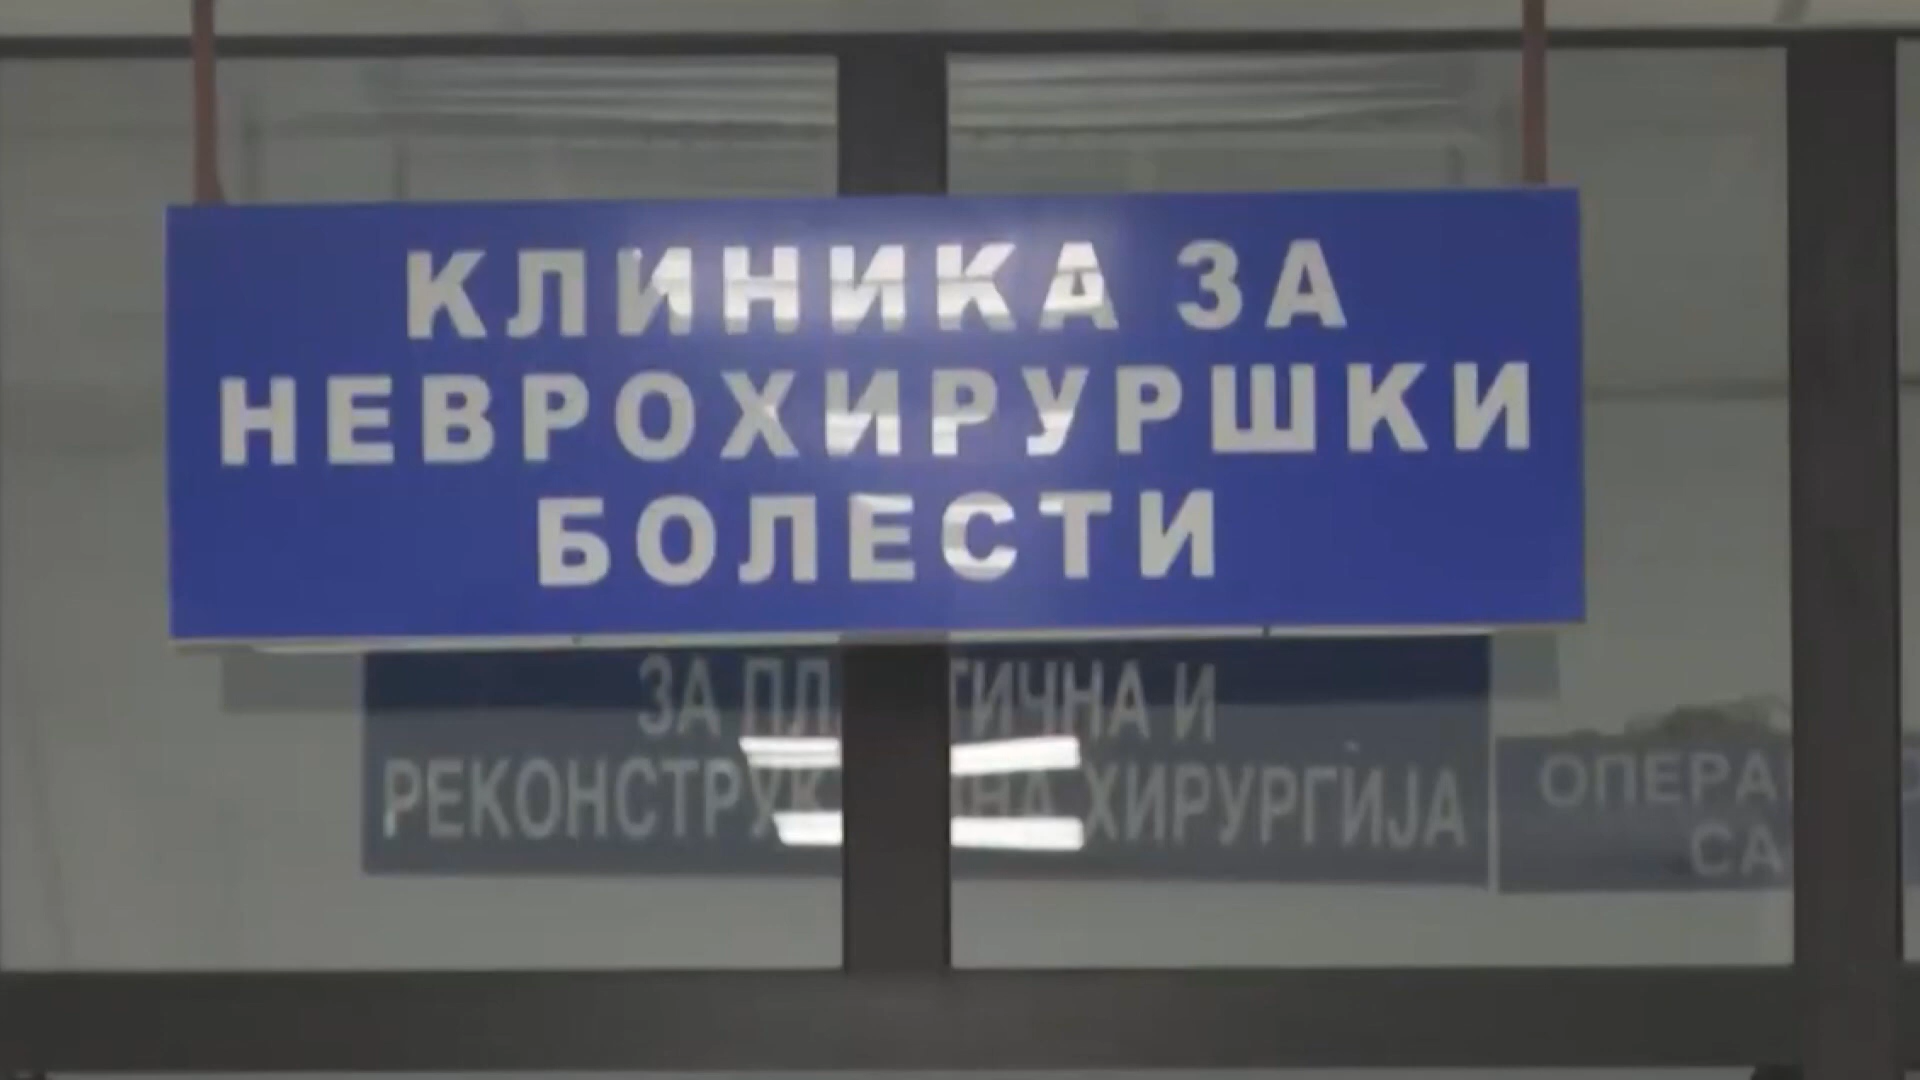 КЛИНИКА ЗА
НЕВРОХИРУРШКИ
БОЛЕСТИ
ЗА И
ХИРУРГИЈА